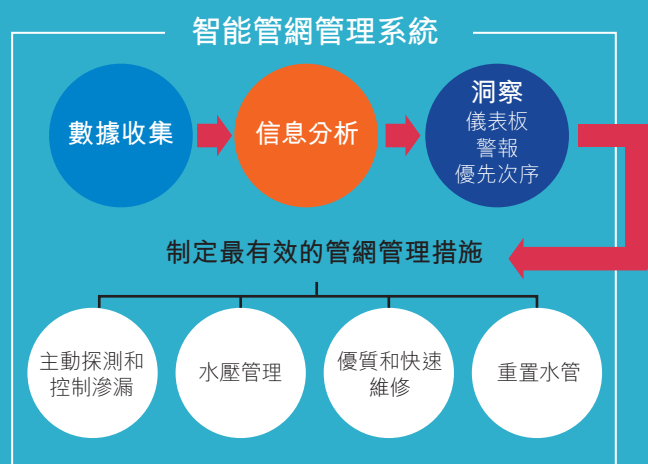 智能管網管理系統
數據收集
信息分析
洞察
儀表板
警報
優先次序
制定最有效的管網管理措施
主動探測和
控制滲漏
水壓管理
優質和快速
維修
重置水管